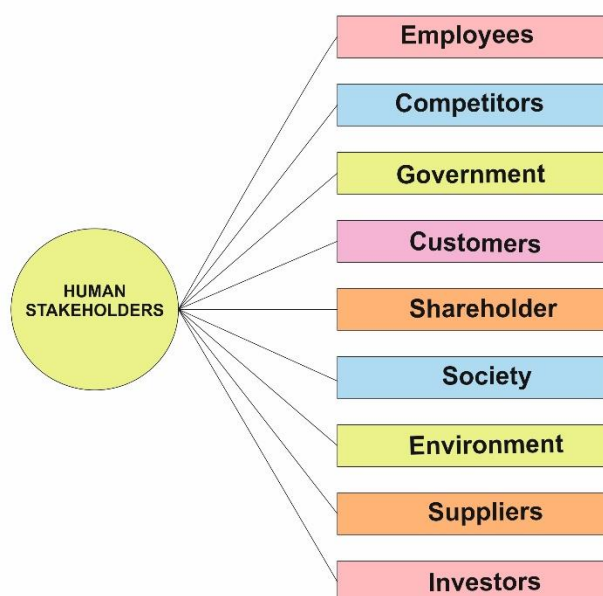 Employees
Competitors
Government
Customers
HUMAN
STAKEHOLDERS
Shareholder
Society
Environment
Suppliers
Investors